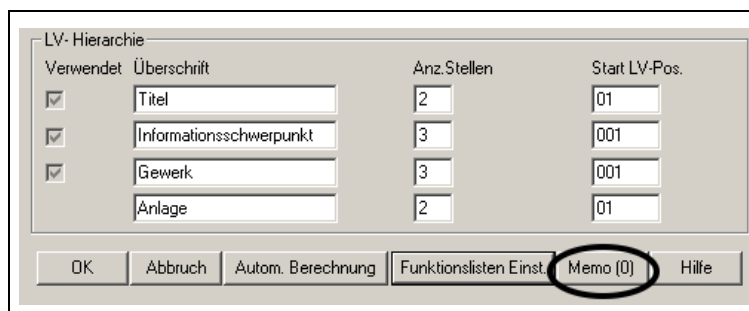 LV- Hierarchie
Verwendet Überschrift Anz.Stellen Start LV-Pos.
Titel 2 01
Informationsschwerpunkt 3 001
Gewerk 3 001
Anlage 2 01
OK Abbruch Autom. Berechnung Funktionslisten Einst. Memo (0) Hilfe